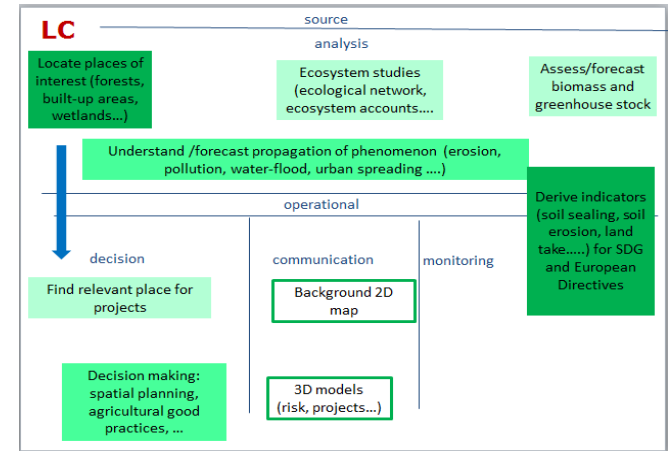 LC
source
analysis
Locate places of
interest (forests,
built-up areas,
wetlands...)
Ecosystem studies
(ecological network,
ecosystem accounts....
Assess/forecast
biomass and
greenhouse stock
Understand /forecast propagation of phenomenon (erosion,
pollution, water-flood, urban spreading ....)
Derive indicators
(soil sealing, soil
erosion, land
take.....) for SDG
and European
Directives
operational
decision
communication
monitoring
Find relevant place for
projects
Background 2D
map
Decision making:
spatial planning,
agricultural good
practices, ...
3D models
(risk, projects...)